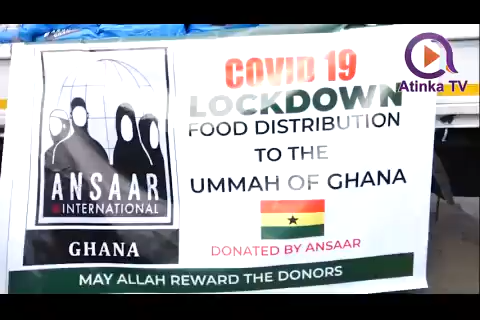 Atinka TV
COVID 19
LOCKDOWN
FOOD DISTRIBUTION
TO THE
UMMAH OF GHANA
DONATED BY ANSAAR
ANSAAR
INTERNATIONAL
GHANA
MAY ALLAH REWARD THE DONORS